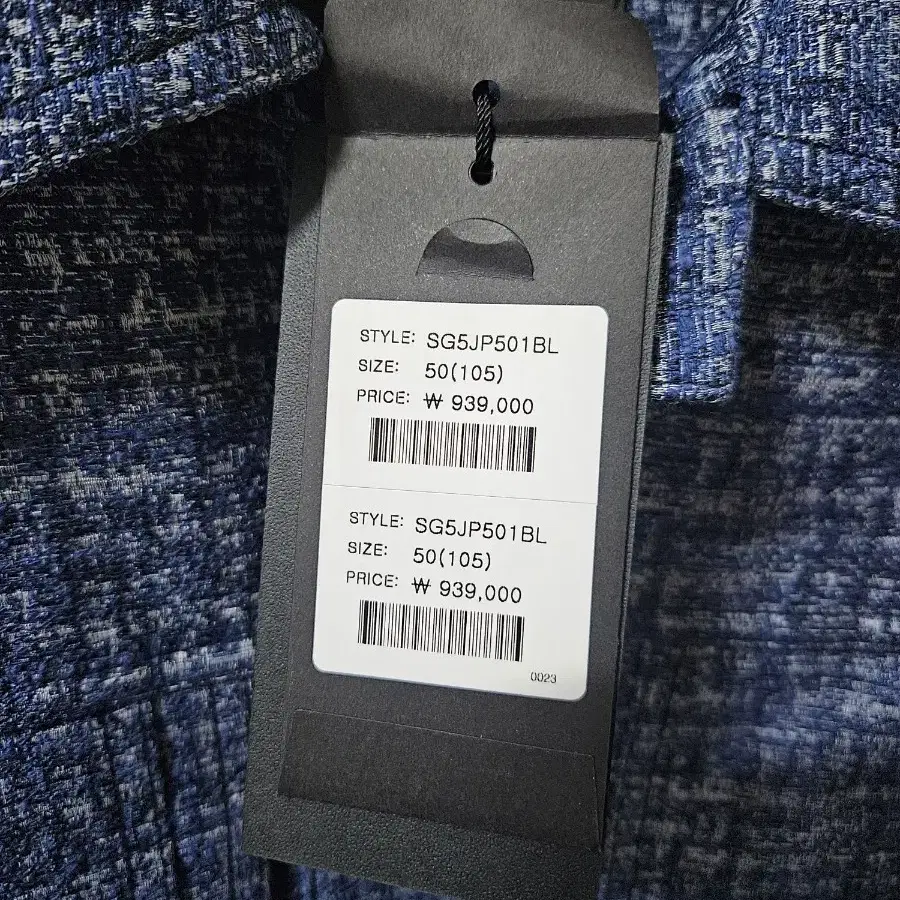 STYLE: SG5JP501BL
SIZE: 50(105)
PRICE: ₩ 939,000
STYLE: SG5JP501BL
SIZE: 50(105)
PRICE: ₩ 939,000
0023